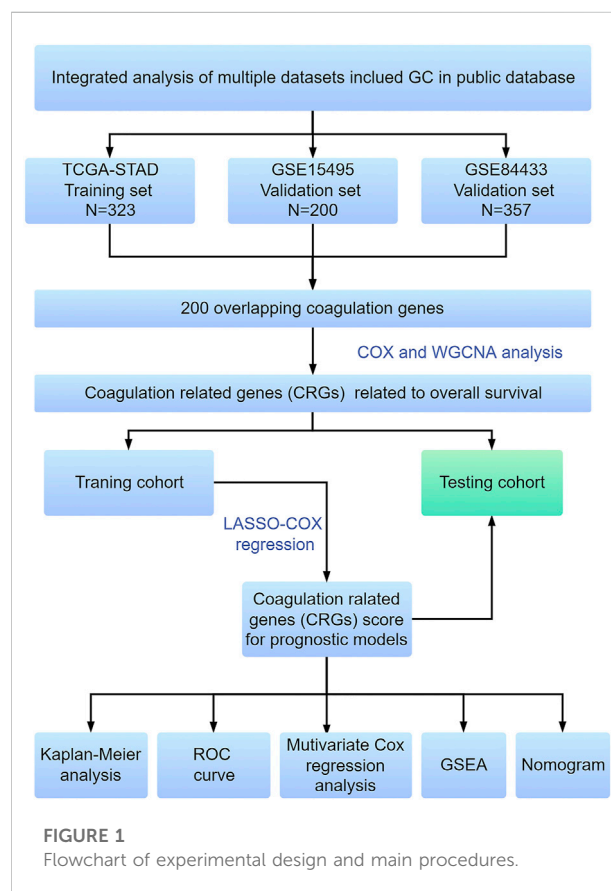 Integrated analysis of multiple datasets inclued GC in public database
TCGA-STAD
Training set
N=323
GSE15495
Validation set
N=200
GSE84433
Validation set
N=357
200 overlapping coagulation genes
COX and WGCNA analysis
Coagulation related genes (CRGs) related to overall survival
Traning cohort
Testing cohort
LASSO-COX
regression
Coagulation ralated
genes (CRGs) score
for prognostic models
Kaplan-Meier
analysis
ROC
curve
Mutivariate Cox
regression
analysis
GSEA
Nomogram
FIGURE 1
Flowchart of experimental design and main procedures.